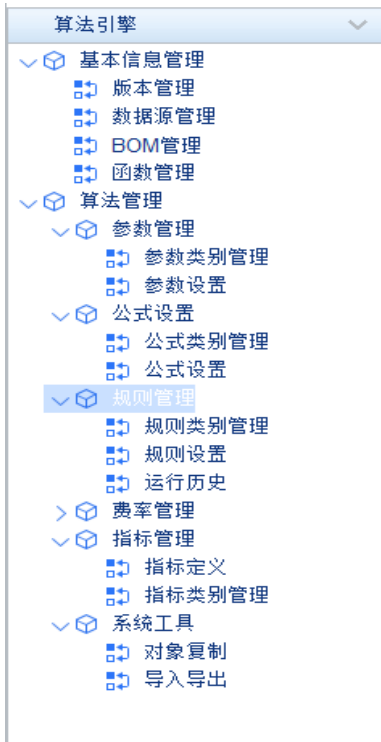 算法引擎
基本信息管理
版本管理
数据源管理
BOM管理
函数管理
算法管理
参数管理
参数类别管理
参数设置
公式设置
公式类别管理
公式设置
规则管理
规则类别管理
规则设置
运行历史
费率管理
指标管理
指标定义
指标类别管理
系统工具
对象复制
导入导出